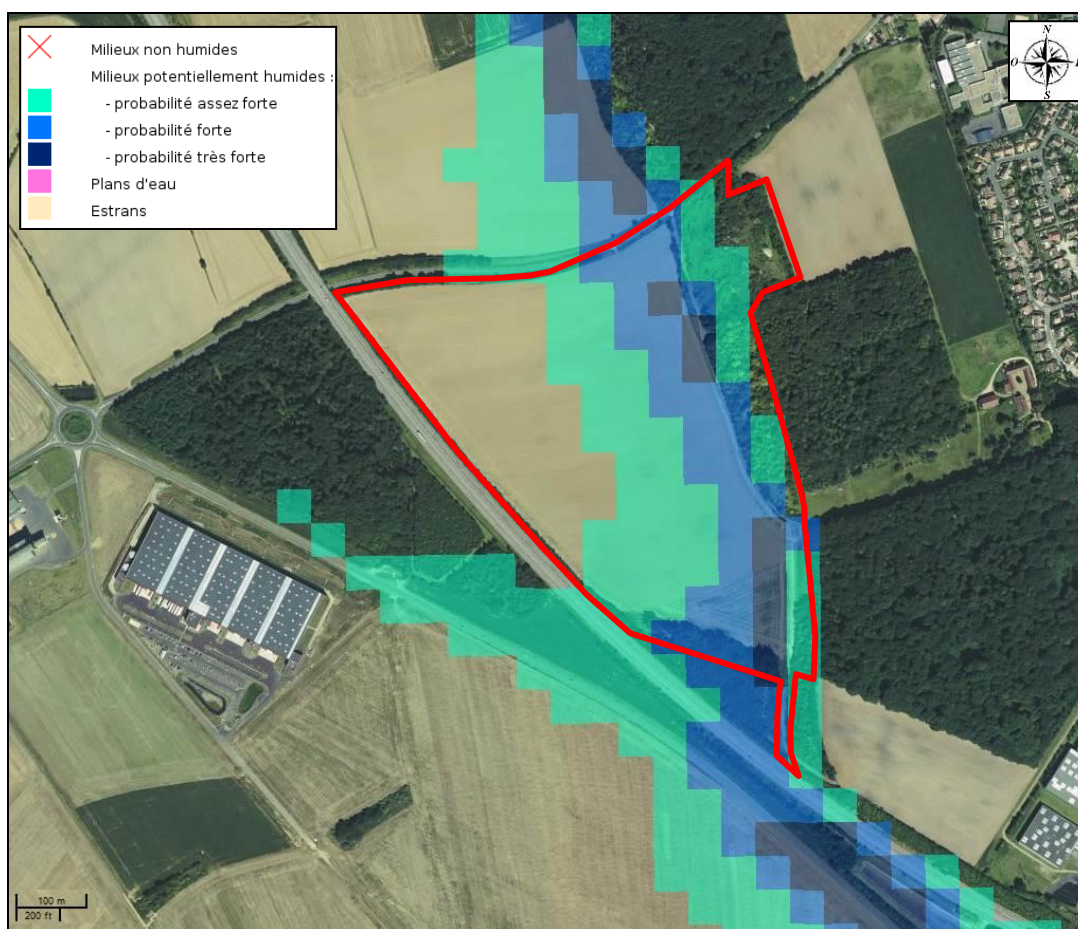 Milieux non humides
Milieux potentiellement humides :
- probabilité assez forte
- probabilité forte
- probabilité très forte
Plans d'eau
Estrans
N
O
S
100 m
200 ft